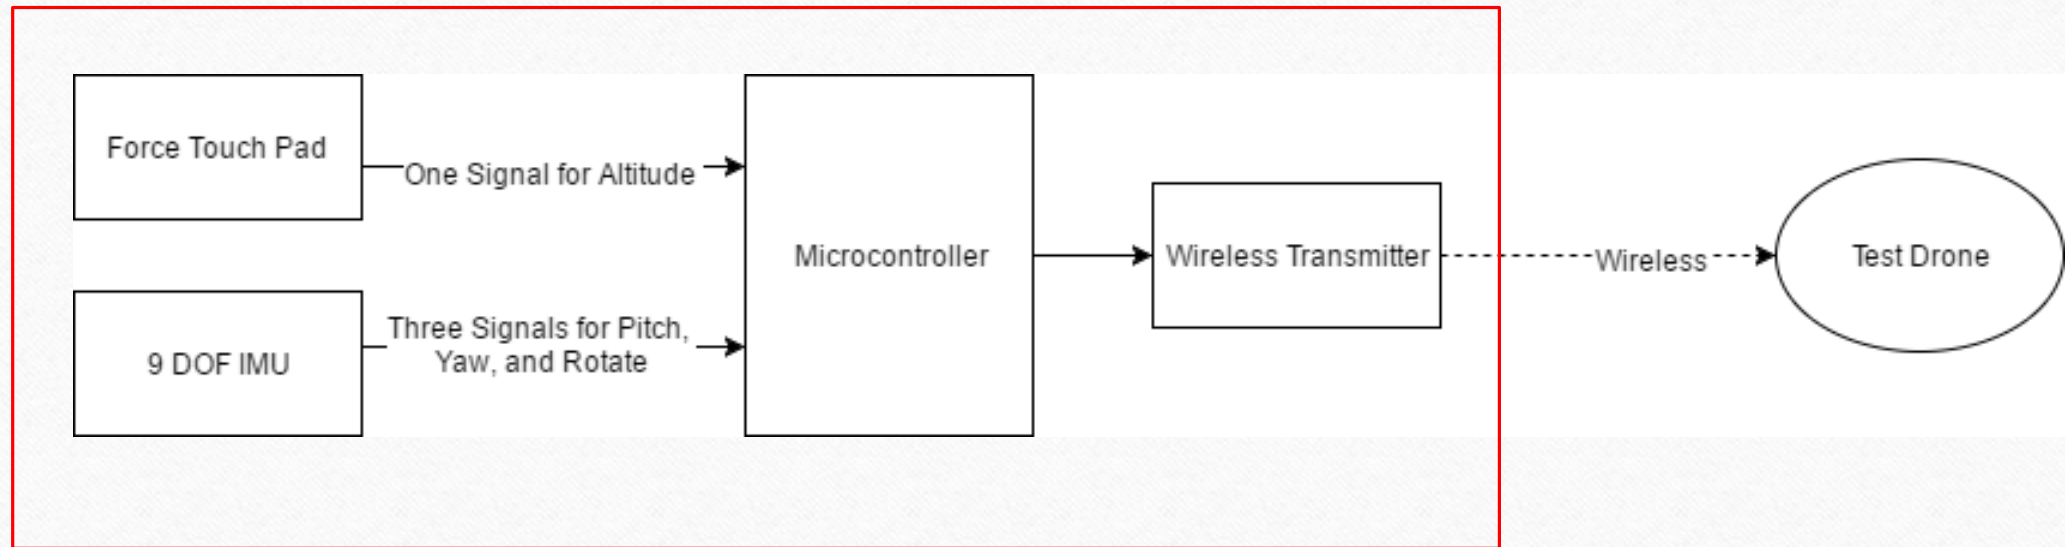 Force Touch Pad
One Signal for Altitude
Microcontroller
Wireless Transmitter
Wireless
Test Drone
9 DOF IMU
Three Signals for Pitch,
Yaw, and Rotate